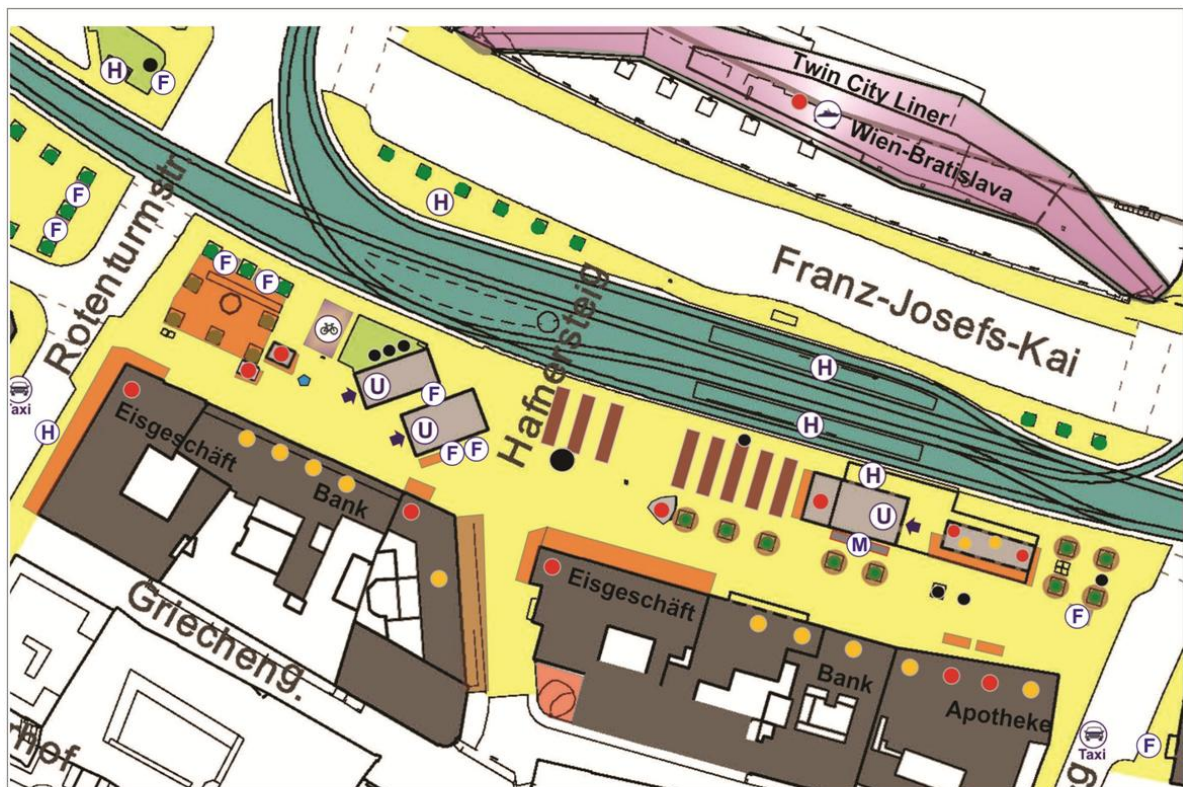 Twin City Liner
Wien-Bratislava
H
F
H
F
F
F
Rotenturmstr.
F
F
Franz-Josefs-Kai
Hafnersteig
H
H
H
U
F
U
F
F
Taxi
H
Eisgeschäft
Bank
U
M
Eisgeschäft
Bank
Apotheke
F
Griecheng.
Taxi
F